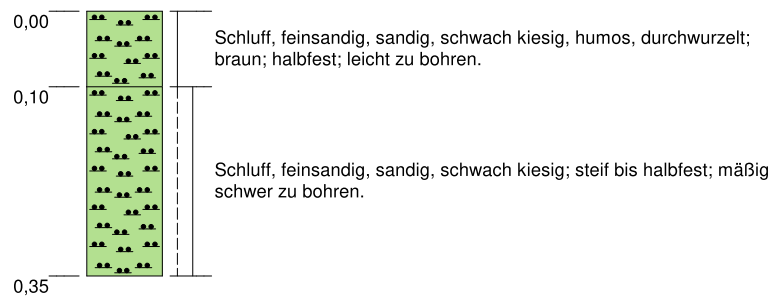 0,00
Schluff, feinsandig, sandig, schwach kiesig, humos, durchwurzelt;
braun; halbfest; leicht zu bohren.
0,10
Schluff, feinsandig, sandig, schwach kiesig; steif bis halbfest; mäßig
schwer zu bohren.
0,35